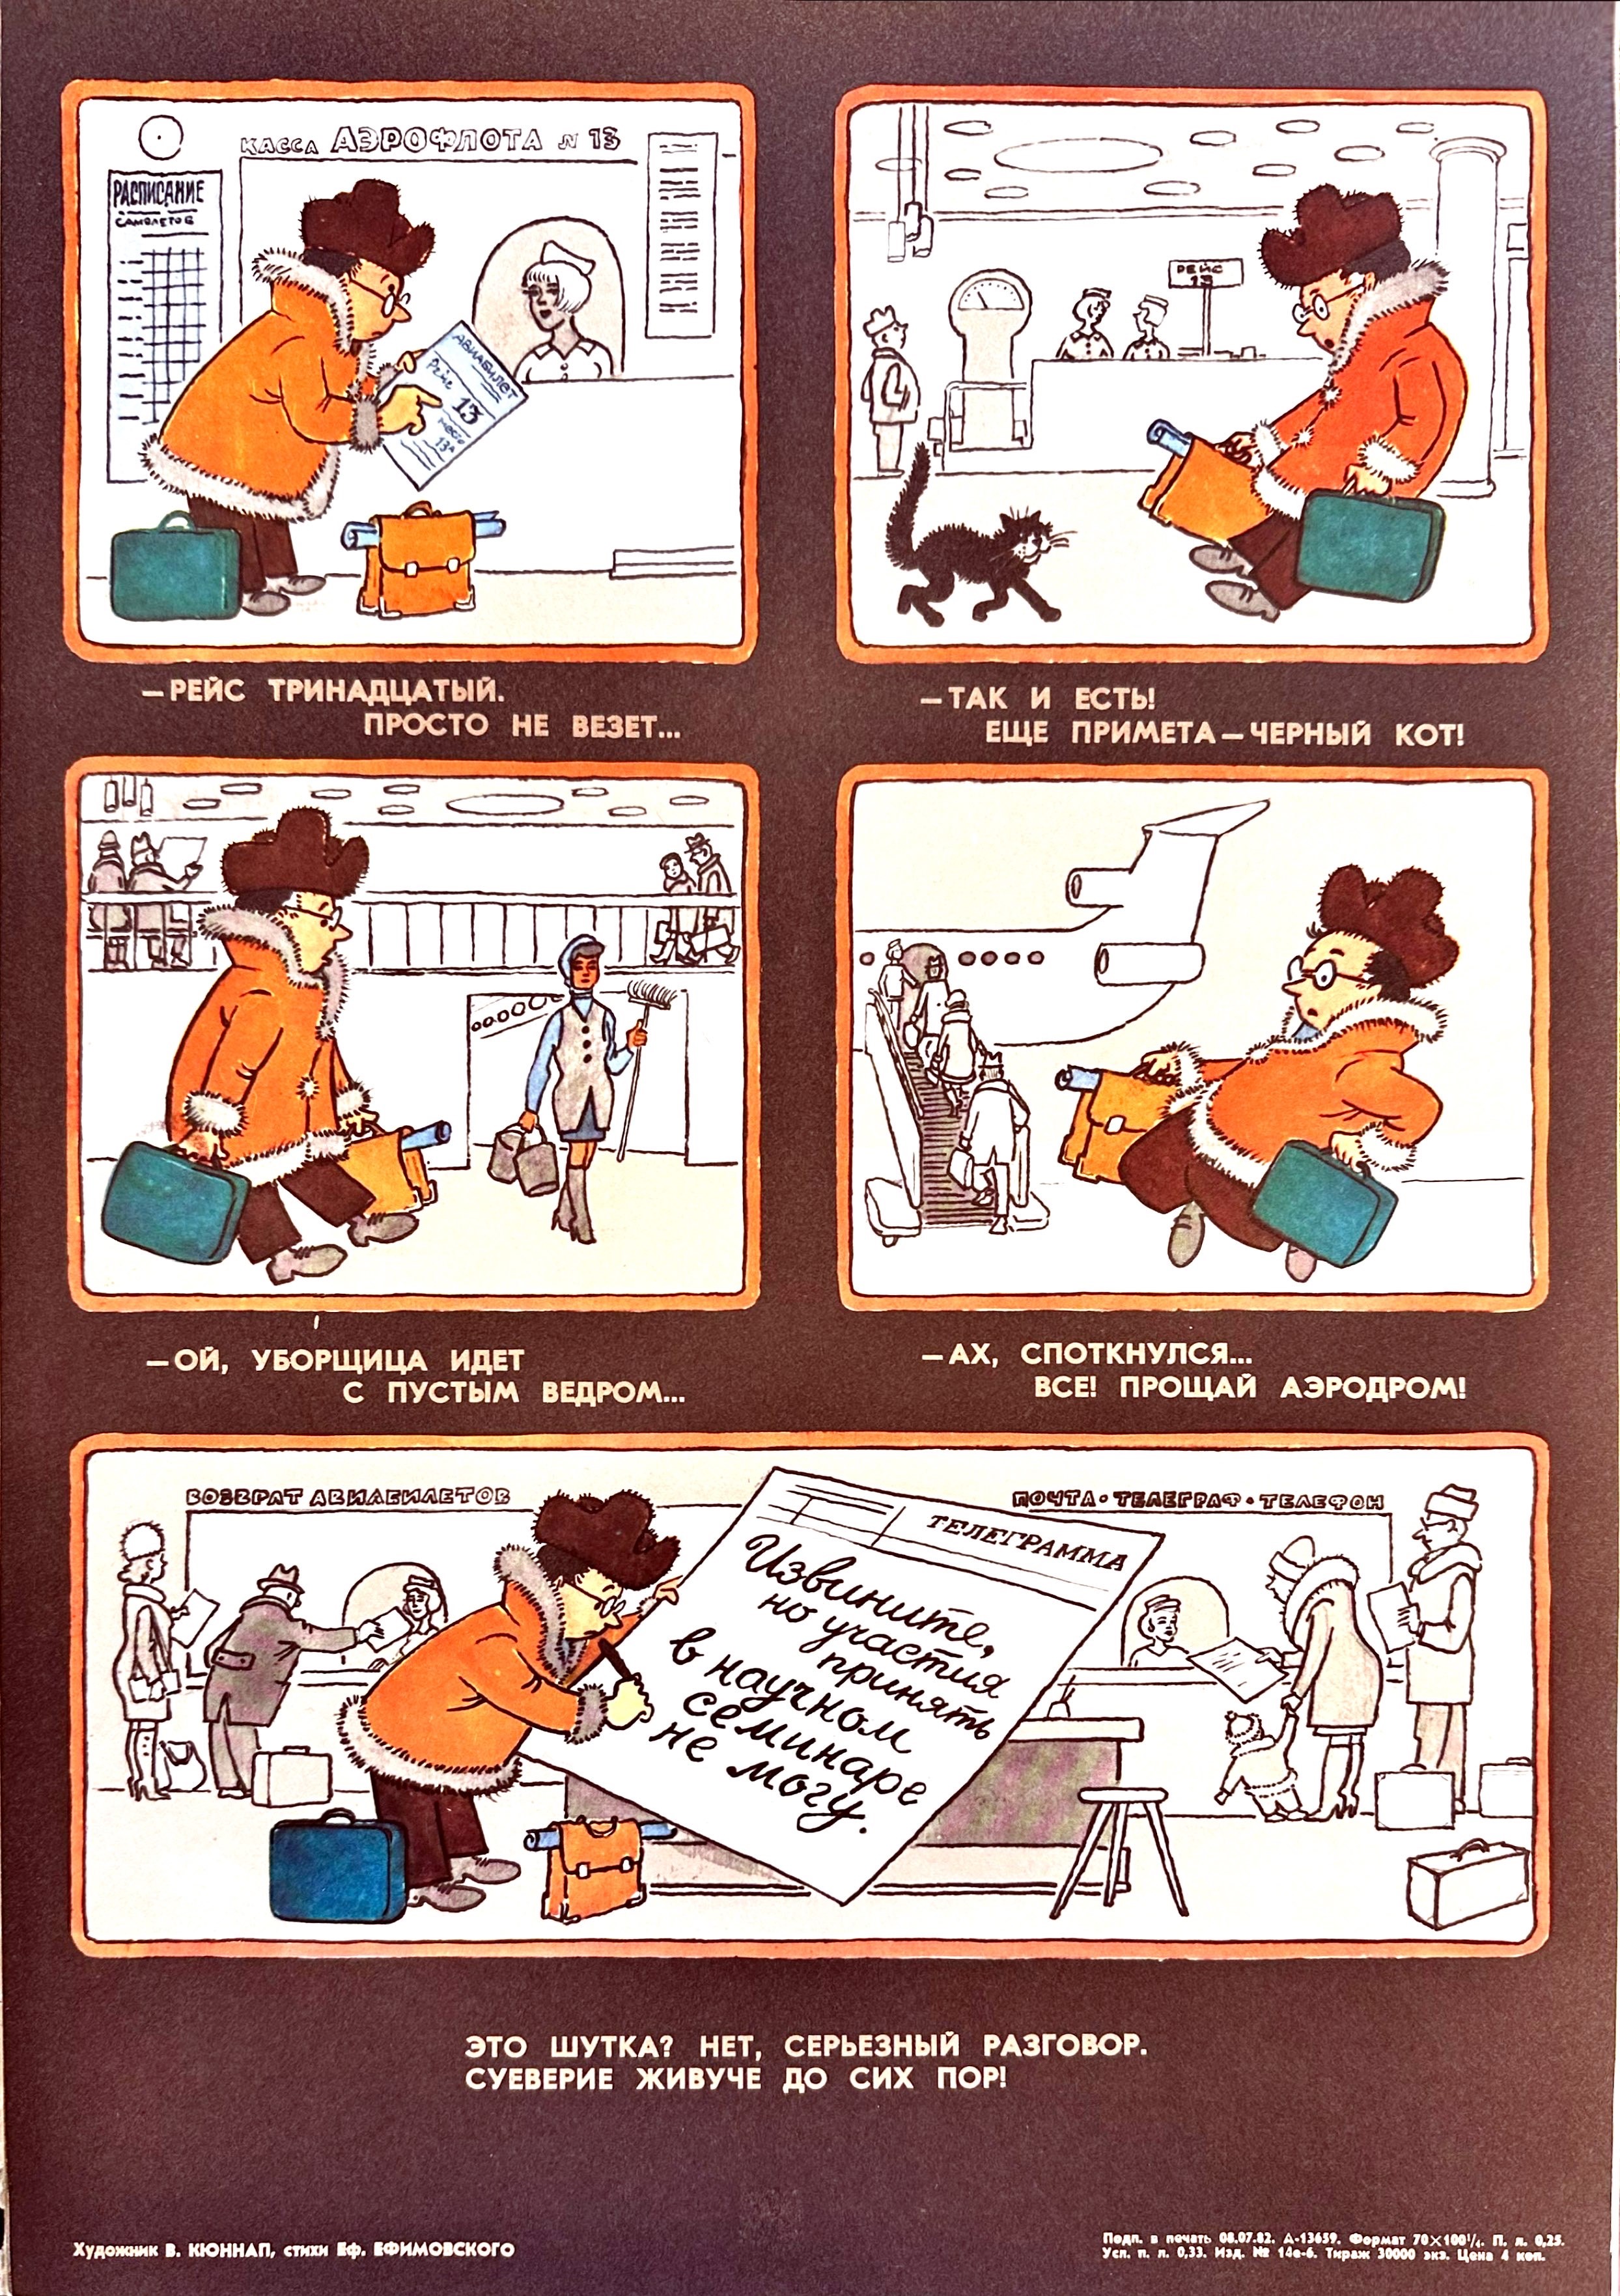 КАССА АЭРОФЛОТА N 13
РАСПИСАНИЕ
САМОЛЕТОВ
АВИАБИЛЕТ
Рейс
13
место
13А
—РЕЙС ТРИНАДЦАТЫЙ.
ПРОСТО НЕ ВЕЗЕТ...
РЕЙС
13
—ТАК И ЕСТЬ!
ЕЩЕ ПРИМЕТА—ЧЕРНЫЙ КОТ!
—ОЙ, УБОРЩИЦА ИДЕТ
С ПУСТЫМ ВЕДРОМ...
—АХ, СПОТКНУЛСЯ...
ВСЕ! ПРОЩАЙ АЭРОДРОМ!
ВОЗВРАТ АВИАБИЛЕТОВ
ТЕЛЕГРАММА
Извините,
но участия
принять
в научном
семинаре
не могу.
ПОЧТА•ТЕЛЕГРАФ•ТЕЛЕФОН
ЭТО ШУТКА? НЕТ, СЕРЬЕЗНЫЙ РАЗГОВОР.
СУЕВЕРИЕ ЖИВУЧЕ ДО СИХ ПОР!
Художник В. КЮННАП, стихи Еф. ЕФИМОВСКОГО
Подп. в печать 08.07.82. А-13659. Формат 70×100¹/₄. П. л. 0,25.
Усп. п. л. 0,33. Изд. № 14е-6. Тираж 30000 экз. Цена 4 коп.